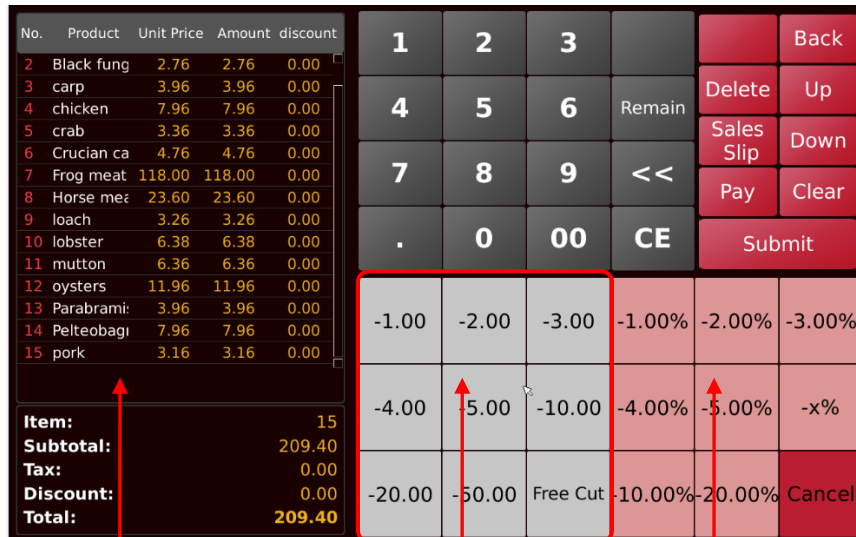 No. Product Unit Price Amount discount
2 Black fung 2.76 2.76 0.00
3 carp 3.96 3.96 0.00
4 chicken 7.96 7.96 0.00
5 crab 3.36 3.36 0.00
6 Crucian ca 4.76 4.76 0.00
7 Frog meat 118.00 118.00 0.00
8 Horse mea 23.60 23.60 0.00
9 loach 3.26 3.26 0.00
10 lobster 6.38 6.38 0.00
11 mutton 6.36 6.36 0.00
12 oysters 11.96 11.96 0.00
13 Parabramis 3.96 3.96 0.00
14 Pelteobagr 7.96 7.96 0.00
15 pork 3.16 3.16 0.00
Item: 15
Subtotal: 209.40
Tax: 0.00
Discount: 0.00
Total: 209.40
1 2 3
4 5 6 Remain
7 8 9 <<
. 0 00 CE
Back
Delete Up
Sales
Slip
Down
Pay Clear
Submit
-1.00 -2.00 -3.00 -1.00% -2.00% -3.00%
-4.00 -5.00 -10.00 -4.00% -5.00% -x%
-20.00 -50.00 Free Cut -10.00% -20.00% Cancel